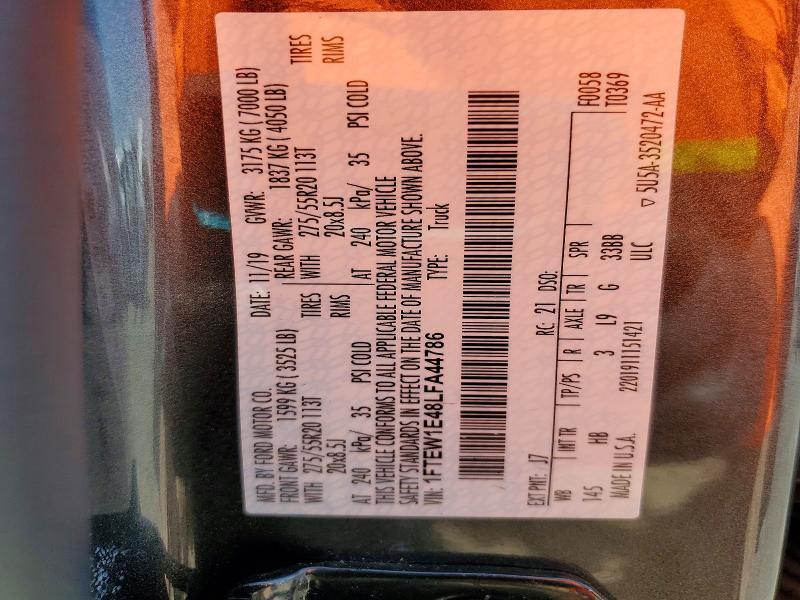 MFD. BY FORD MOTOR CO. DATE: 11/19 GVWR: 3175 KG (7000 LB)
FRONT GAWR: 1599 KG (3525 LB) REAR GAWR: 1837 KG (4050 LB)
WITH 275/55R20 113T TIRES WITH 275/55R20 113T TIRES
20x8.5J RIMS 20x8.5J RIMS
AT 240 kPa/ 35 PSI COLD AT 240 kPa/ 35 PSI COLD
THIS VEHICLE CONFORMS TO ALL APPLICABLE FEDERAL MOTOR VEHICLE
SAFETY STANDARDS IN EFFECT ON THE DATE OF MANUFACTURE SHOWN ABOVE.
VIN: 1FTEW1E48LFA44786 TYPE: Truck
EXT PNT: J7 RC: 21 DSO: F0058
WB INT TR TP/PS R AXLE TR SPR T0369
145 HB 3 L9 G 33BB
MADE IN U.S.A. 2201911151421 ULC
▽ 5U5A-3520472-AA